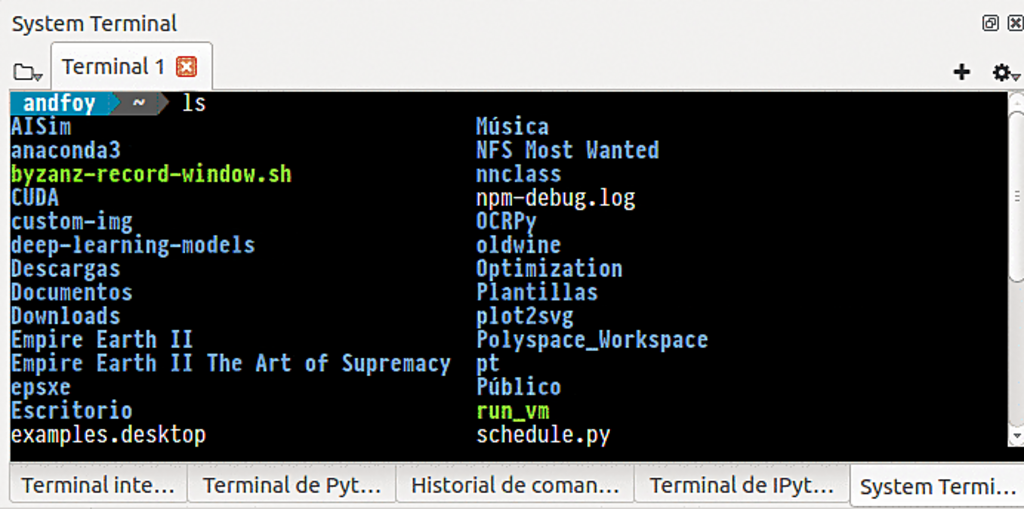 System Terminal
Terminal 1
andfoy ~ ls
AISim Música
anaconda3 NFS Most Wanted
byzanz-record-window.sh nnclass
CUDA npm-debug.log
custom-img OCRPy
deep-learning-models oldwine
Descargas Optimization
Documentos Plantillas
Downloads plot2svg
Empire Earth II Polyspace_Workspace
Empire Earth II The Art of Supremacy pt
epsxe Público
Escritorio run_vm
examples.desktop schedule.py
Terminal inte... Terminal de Pyt... Historial de coman... Terminal de IPyt... System Termi...